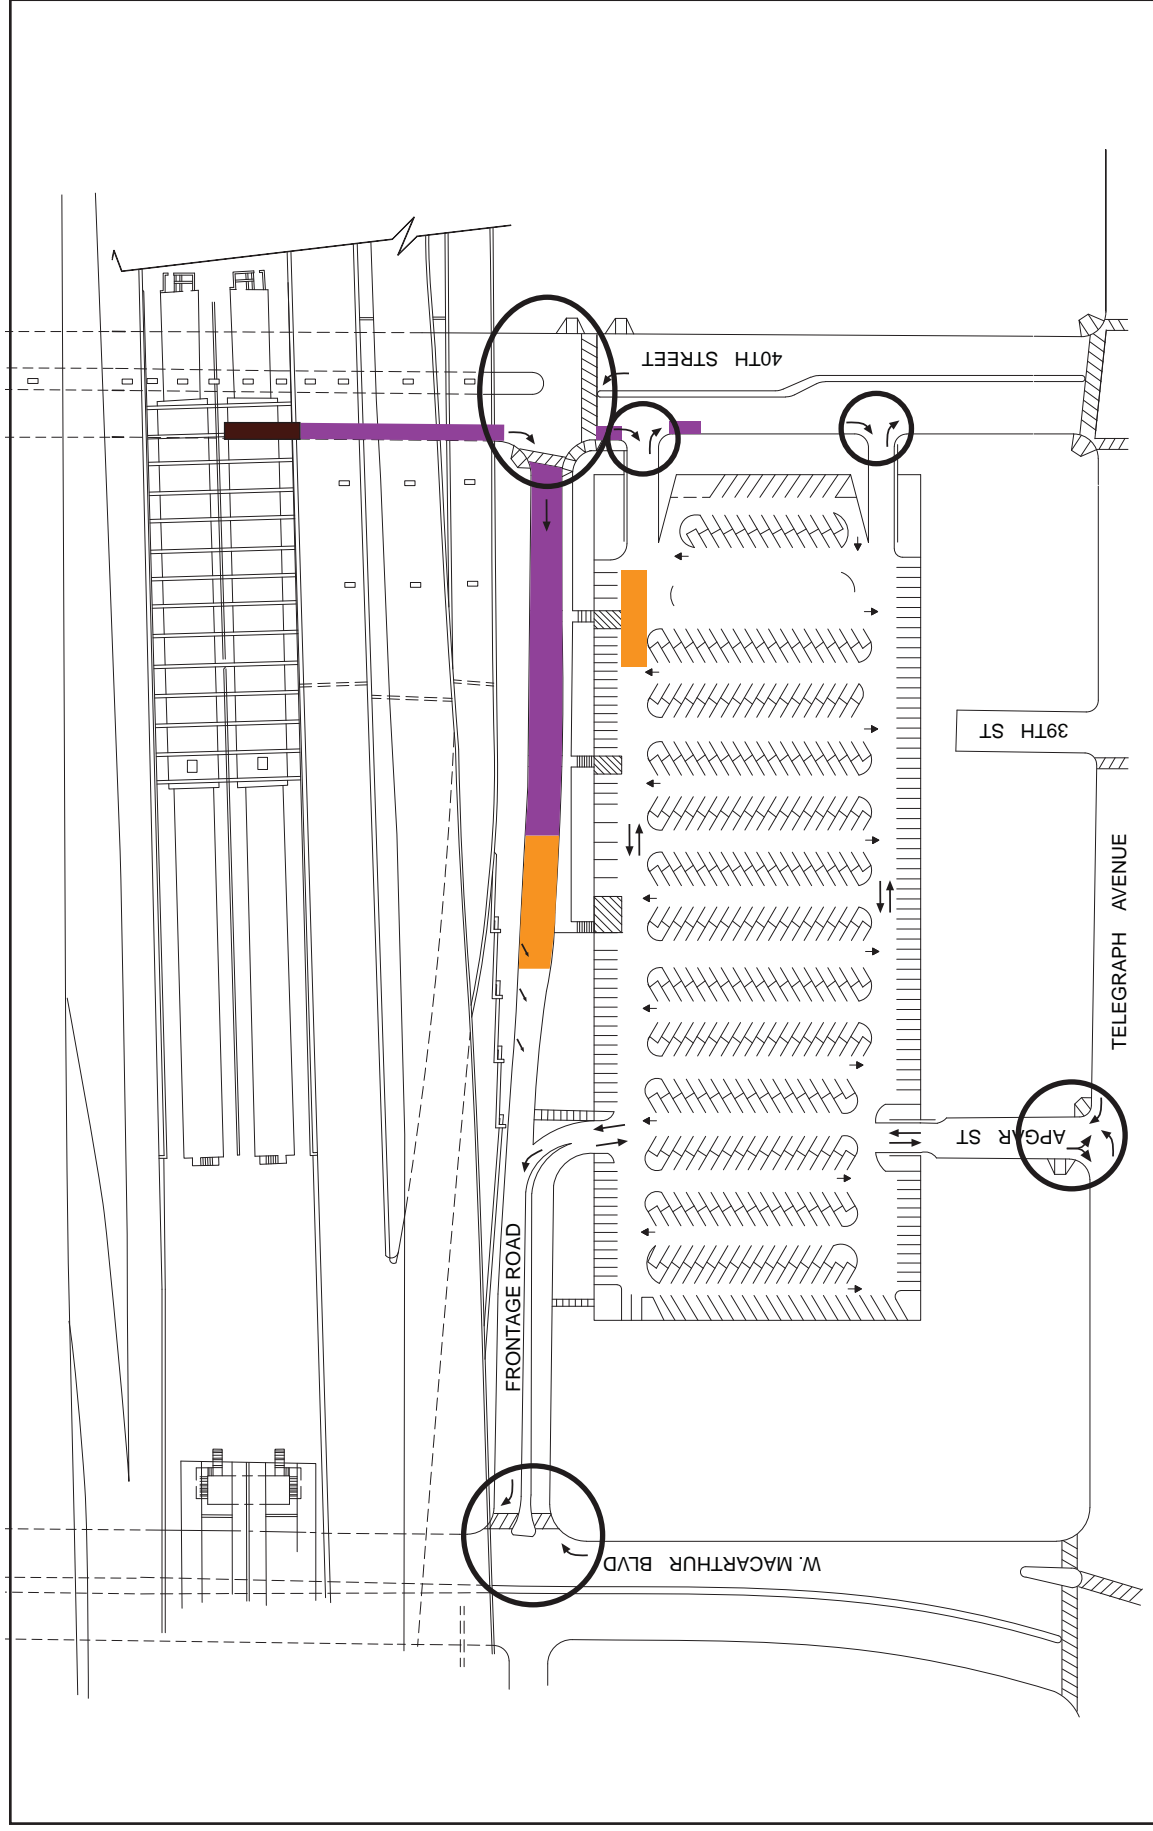 40TH STREET
39TH ST
TELEGRAPH AVENUE
APGAR ST
FRONTAGE ROAD
W. MACARTHUR BLVD